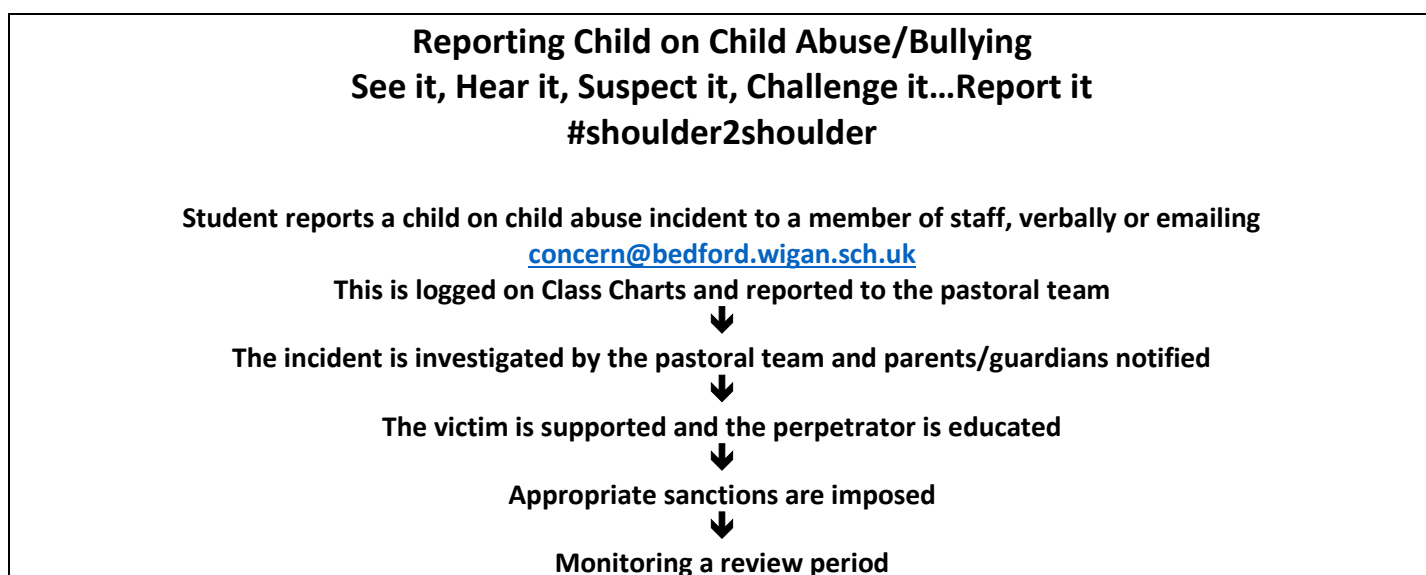 Reporting Child on Child Abuse/Bullying
See it, Hear it, Suspect it, Challenge it...Report it
#shoulder2shoulder
Student reports a child on child abuse incident to a member of staff, verbally or emailing
concern@bedford.wigan.sch.uk
This is logged on Class Charts and reported to the pastoral team
The incident is investigated by the pastoral team and parents/guardians notified
The victim is supported and the perpetrator is educated
Appropriate sanctions are imposed
Monitoring a review period